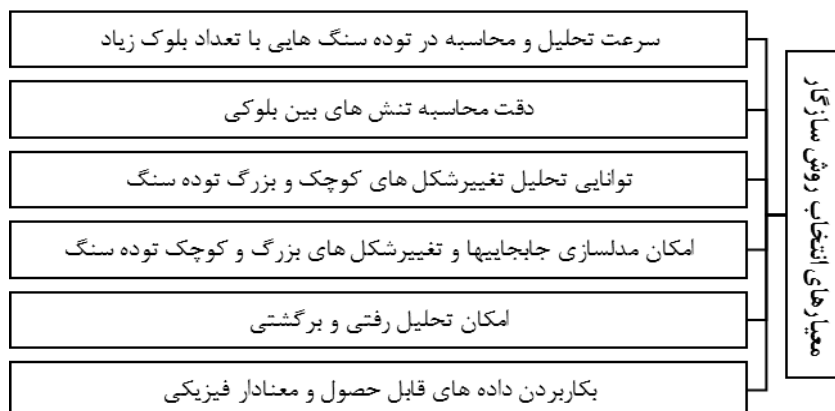 معیارهای انتخاب روش سازگار
سرعت تحلیل و محاسبه در توده سنگ هایی با تعداد بلوک زیاد
دقت محاسبه تنش های بین بلوکی
توانایی تحلیل تغییرشکل های کوچک و بزرگ توده سنگ
امکان مدلسازی جابجاییها و تغییرشکل های بزرگ و کوچک توده سنگ
امکان تحلیل رفتی و برگشتی
بکاربردن داده های قابل حصول و معنادار فیزیکی